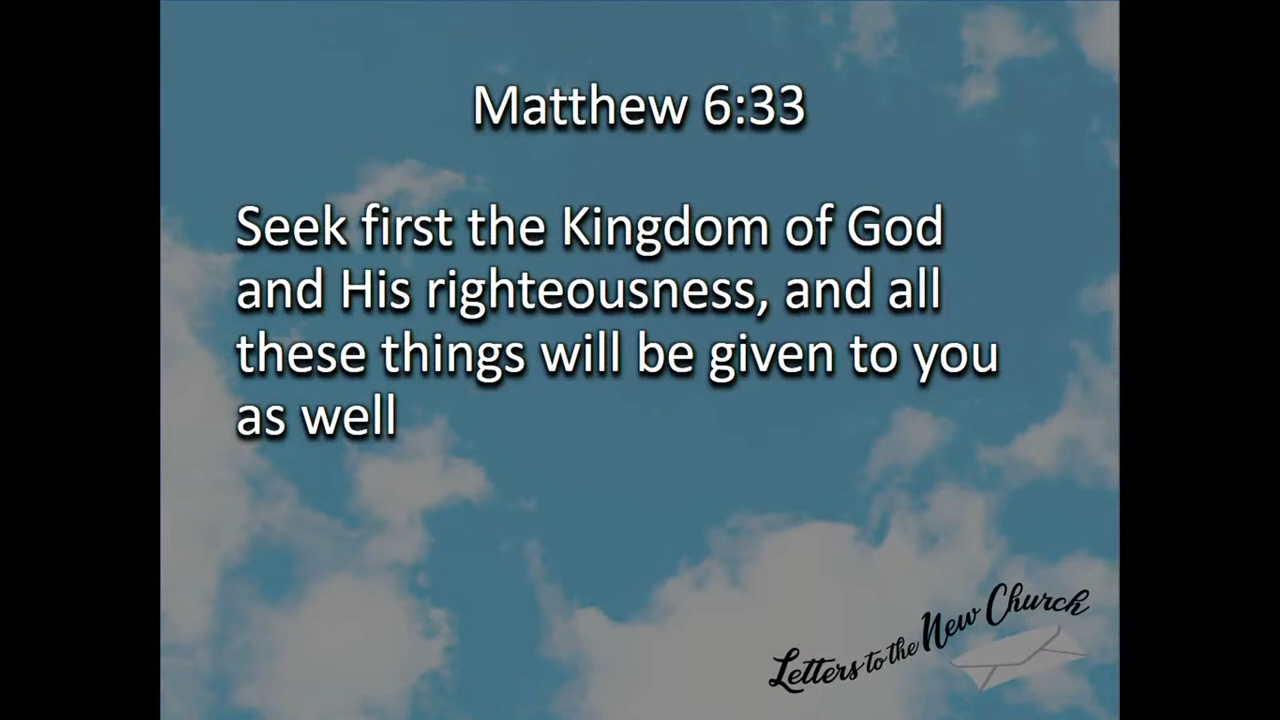 Matthew 6:33
Seek first the Kingdom of God
and His righteousness, and all
these things will be given to you
as well
Letters to the New Church